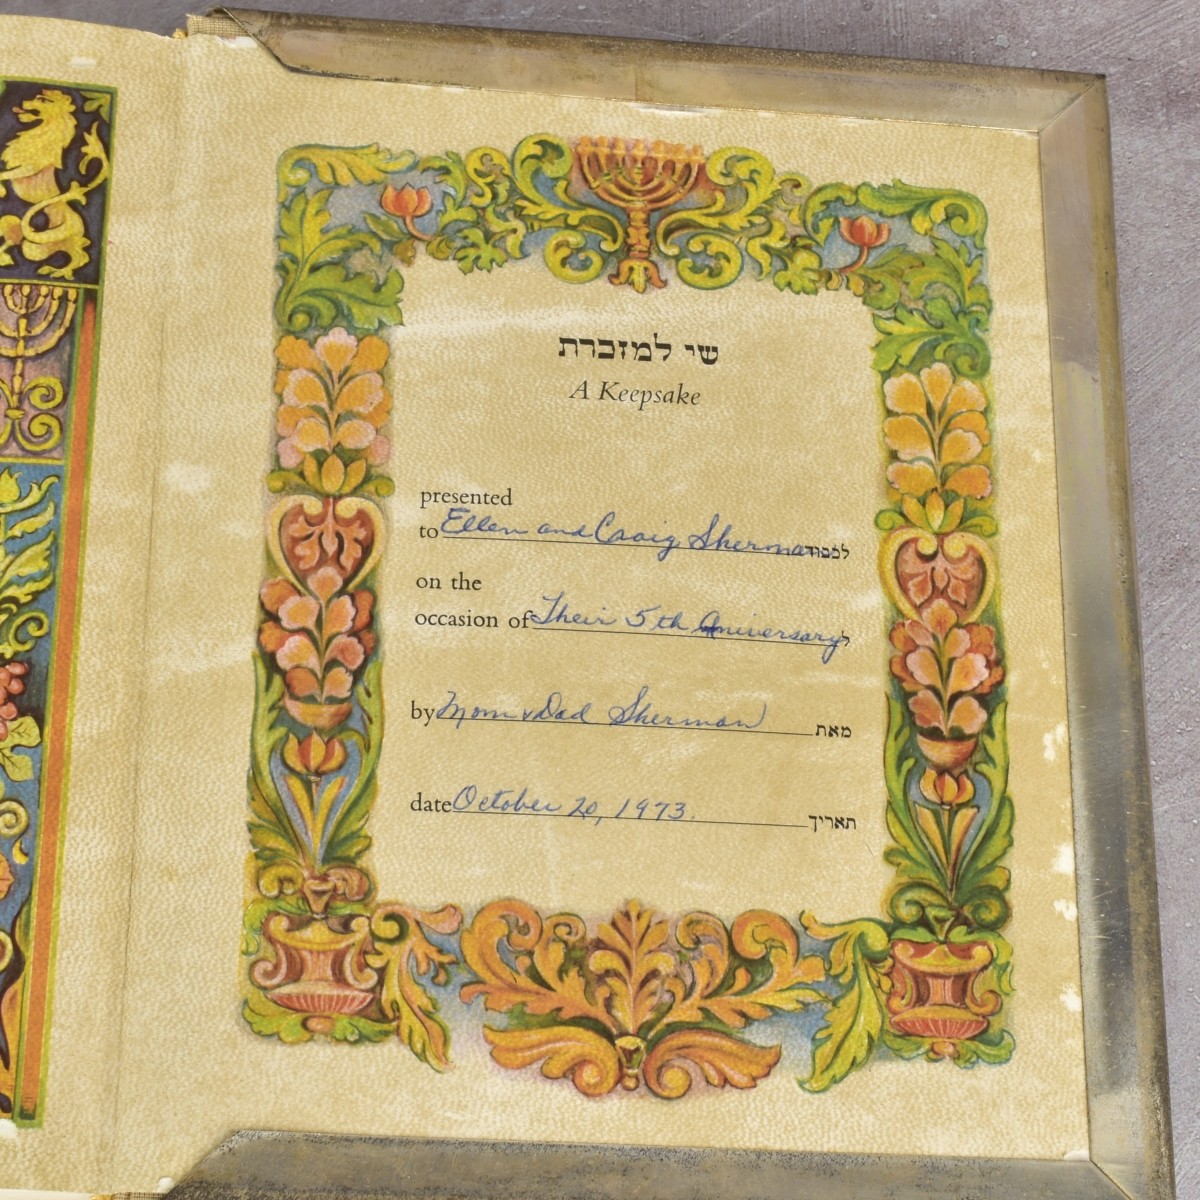 שי למזכרת
A Keepsake
presented
to Ellen and Craig Sherman לכבוד
on the
occasion of Their 5th Aniversary ל
by Mom & Dad Sherman מאת
date October 20, 1973. תאריך